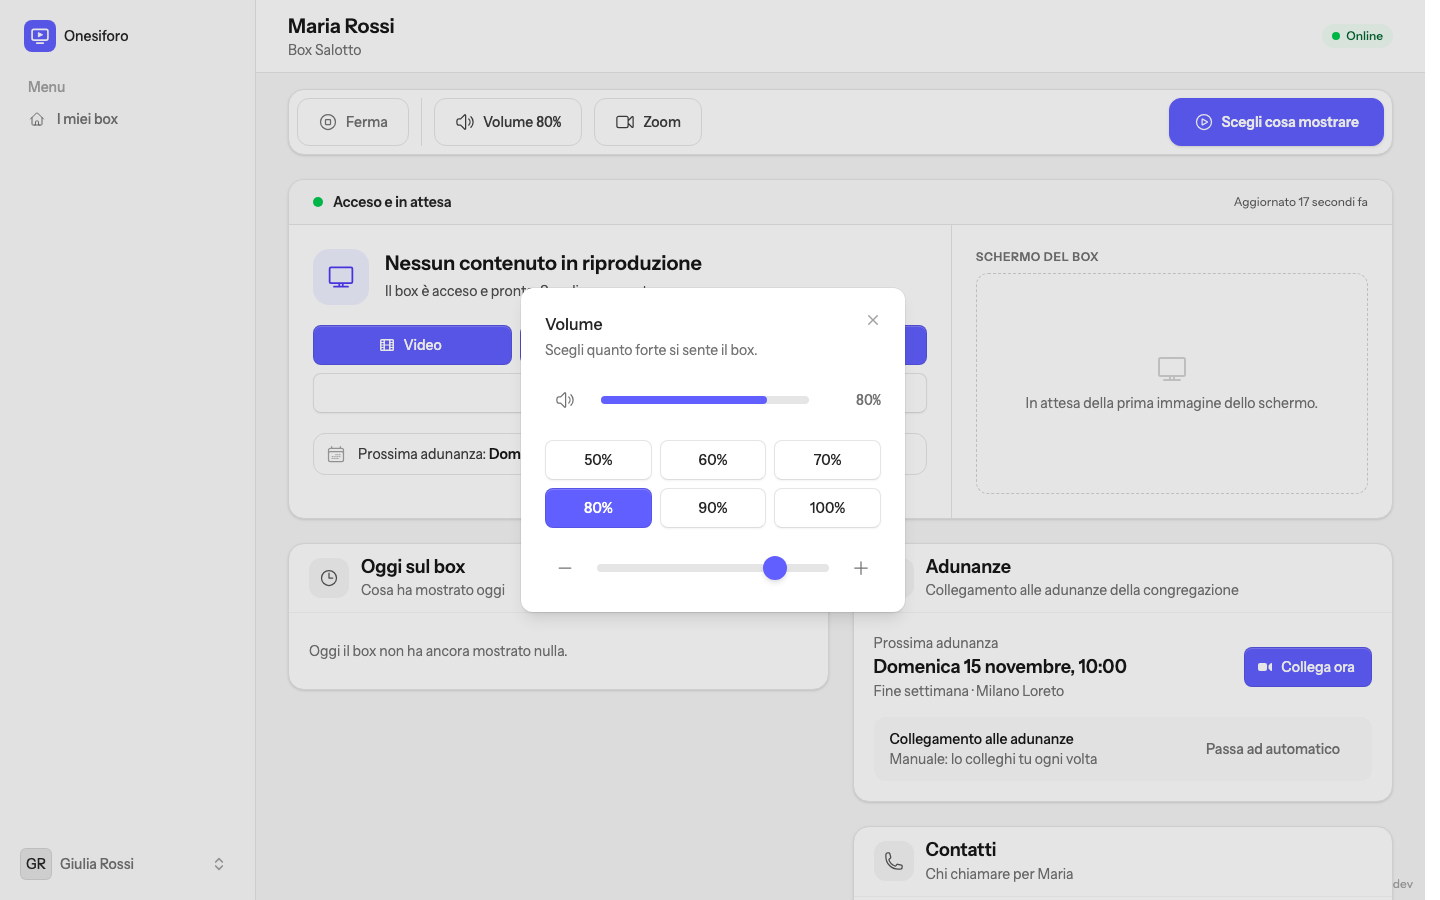 Onesiforo
Menu
I miei box
Maria Rossi
Box Salotto
Online
Ferma
Volume 80%
Zoom
Scegli cosa mostrare
Acceso e in attesa
Aggiornato 17 secondi fa
Nessun contenuto in riproduzione
Il box è acceso e pronto.
Video
Prossima adunanza: Dom
SCHERMO DEL BOX
In attesa della prima immagine dello schermo.
Volume
Scegli quanto forte si sente il box.
80%
50%
60%
70%
80%
90%
100%
Oggi sul box
Cosa ha mostrato oggi
Oggi il box non ha ancora mostrato nulla.
Adunanze
Collegamento alle adunanze della congregazione
Prossima adunanza
Domenica 15 novembre, 10:00
Fine settimana · Milano Loreto
Collega ora
Collegamento alle adunanze
Manuale: lo colleghi tu ogni volta
Passa ad automatico
Contatti
Chi chiamare per Maria
GR
Giulia Rossi
dev